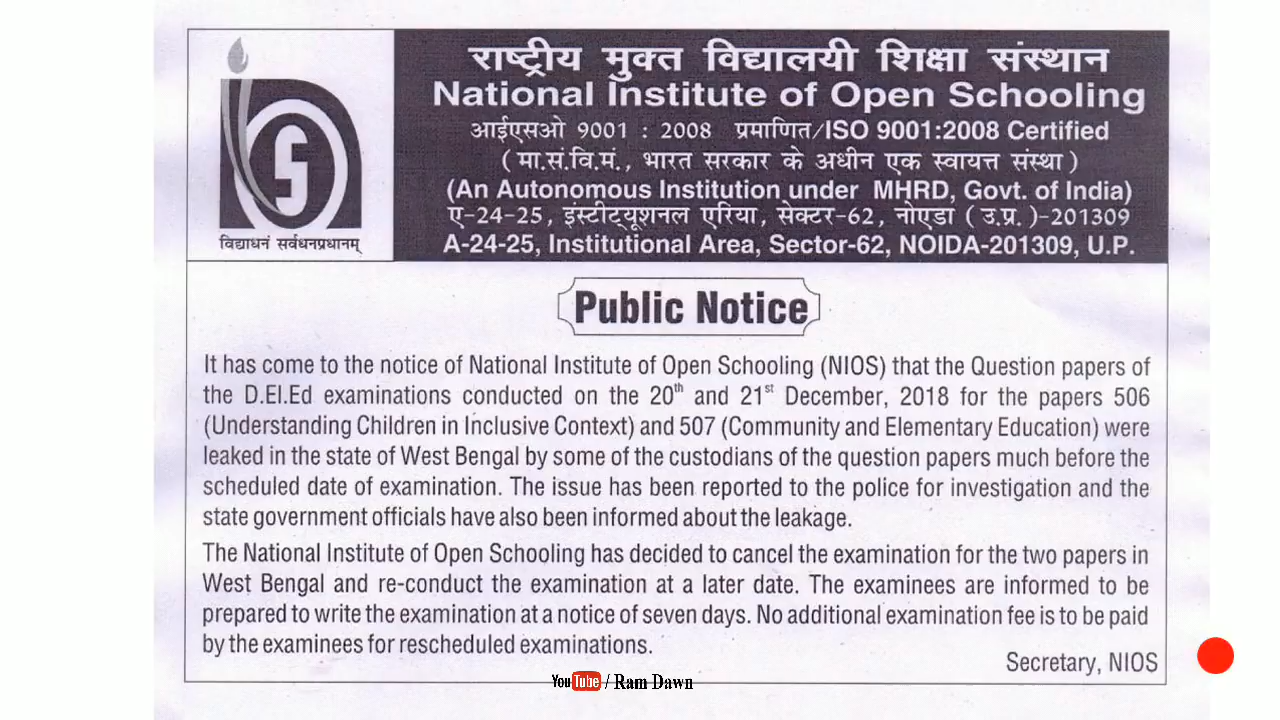 राष्ट्रीय मुक्त विद्यालयी शिक्षा संस्थान
National Institute of Open Schooling
आईएसओ 9001 : 2008 प्रमाणित/ISO 9001:2008 Certified
(मा.सं.वि.मं., भारत सरकार के अधीन एक स्वायत्त संस्था)
(An Autonomous Institution under MHRD, Govt. of India)
ए-24-25, इंस्टीट्यूशनल एरिया, सेक्टर-62, नोएडा (उ.प्र.)-201309
A-24-25, Institutional Area, Sector-62, NOIDA-201309, U.P.
विद्याधनं सर्वधनप्रधानम्
Public Notice
It has come to the notice of National Institute of Open Schooling (NIOS) that the Question papers of
the D.El.Ed examinations conducted on the 20th and 21st December, 2018 for the papers 506
(Understanding Children in Inclusive Context) and 507 (Community and Elementary Education) were
leaked in the state of West Bengal by some of the custodians of the question papers much before the
scheduled date of examination. The issue has been reported to the police for investigation and the
state government officials have also been informed about the leakage.
The National Institute of Open Schooling has decided to cancel the examination for the two papers in
West Bengal and re-conduct the examination at a later date. The examinees are informed to be
prepared to write the examination at a notice of seven days. No additional examination fee is to be paid
by the examinees for rescheduled examinations.
Secretary, NIOS
YouTube / Ram Dawn